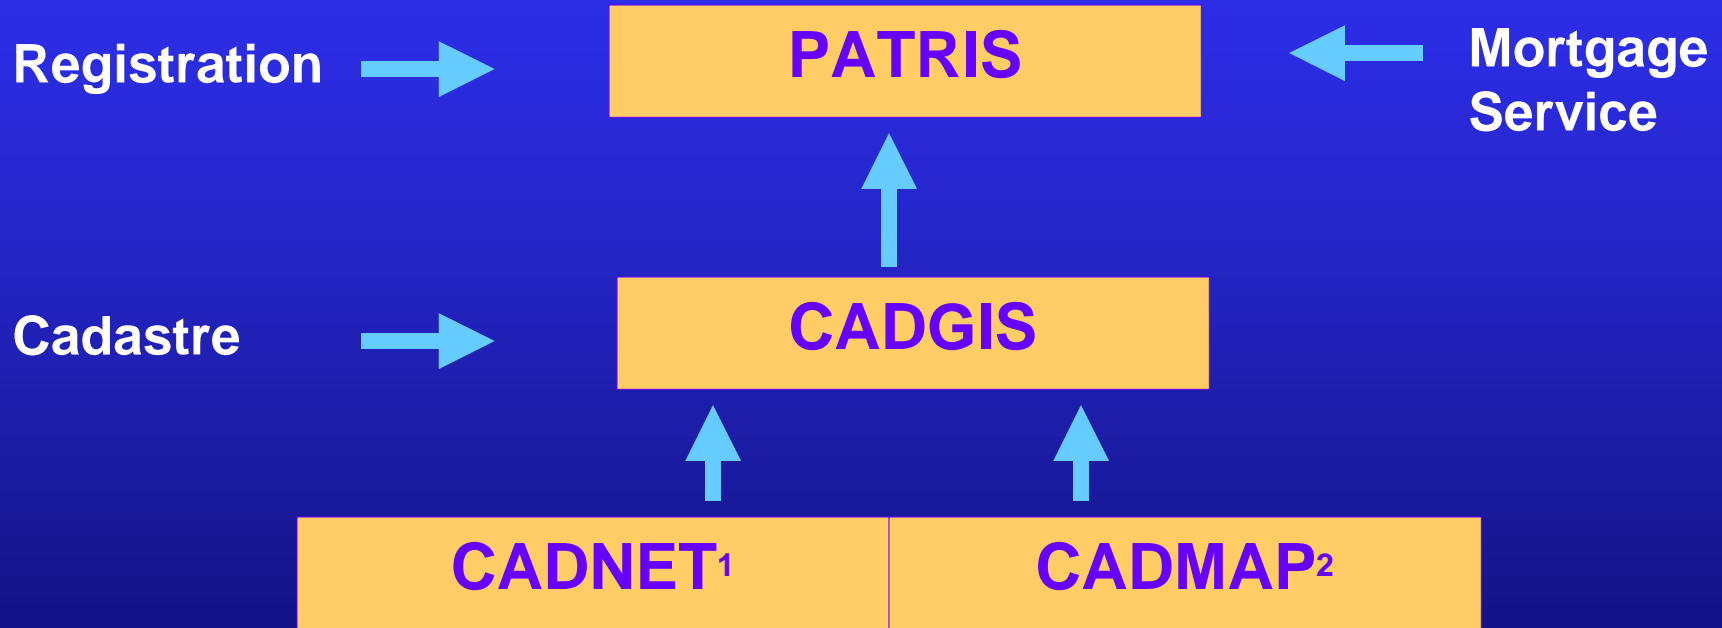 Registration
PATRIS
Mortgage
Service
Cadastre
CADGIS
CADNET¹
CADMAP²